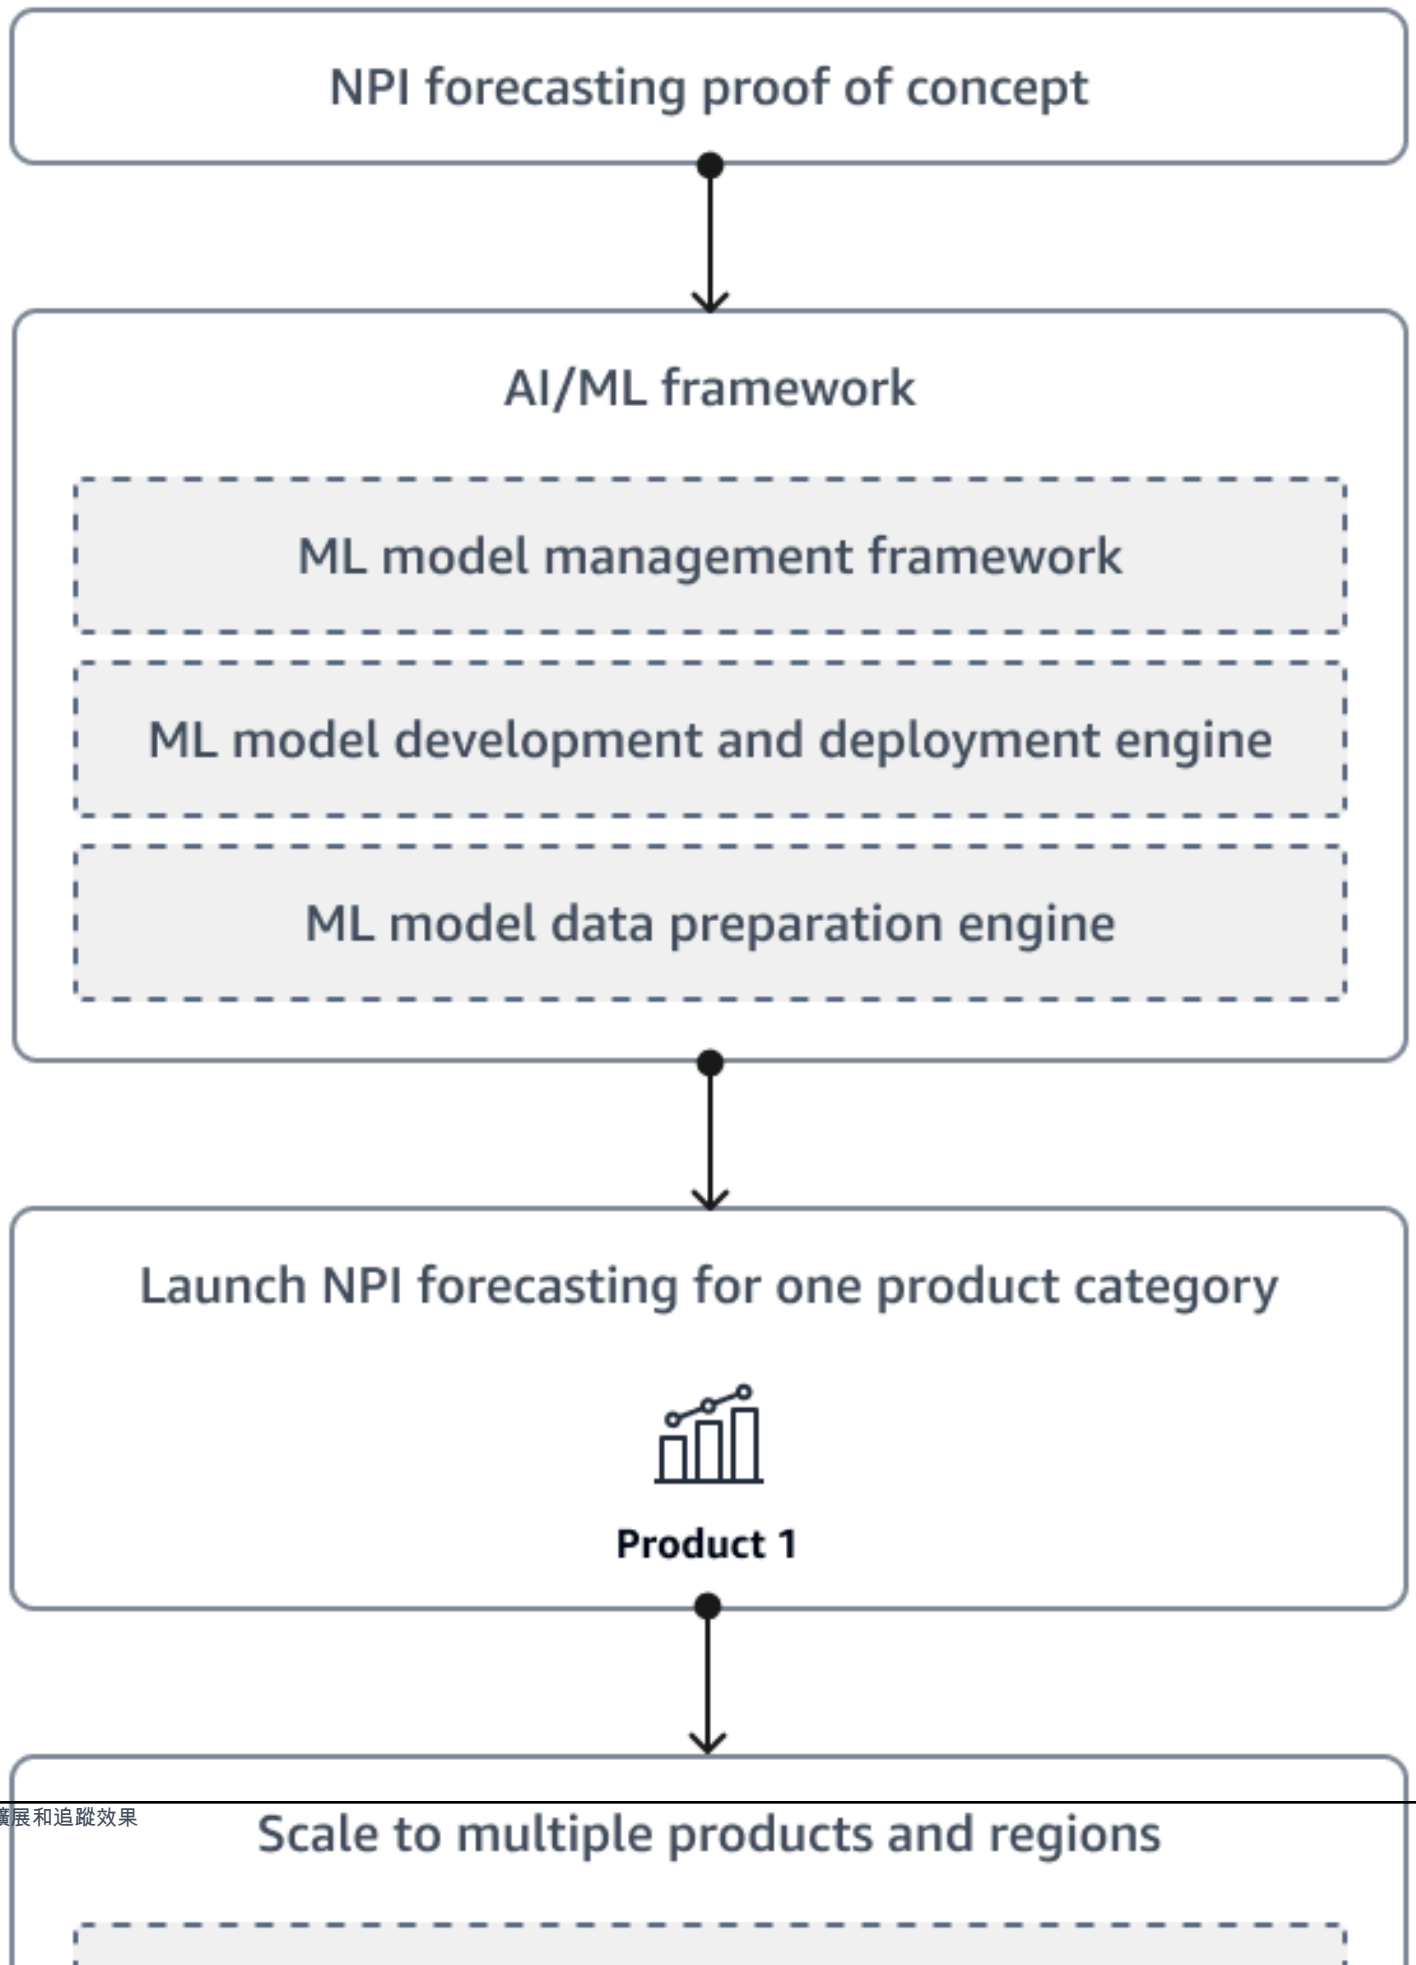 NPI forecasting proof of concept
AI/ML framework
ML model management framework
ML model development and deployment engine
ML model data preparation engine
Launch NPI forecasting for one product category
Product 1
擴展和追蹤效果
Scale to multiple products and regions